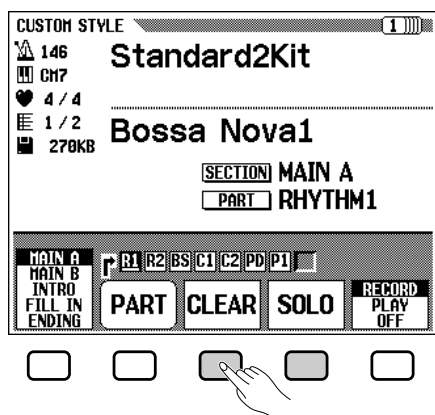 CUSTOM STYLE
1
146
Standard2Kit
CM7
4/4
1/2
Bossa Nova1
270KB
SECTION MAIN A
PART RHYTHM1
MAIN A
MAIN B
INTRO
FILL IN
ENDING
R1 R2 BS C1 C2 PD P1
PART
CLEAR
SOLO
RECORD
PLAY
OFF